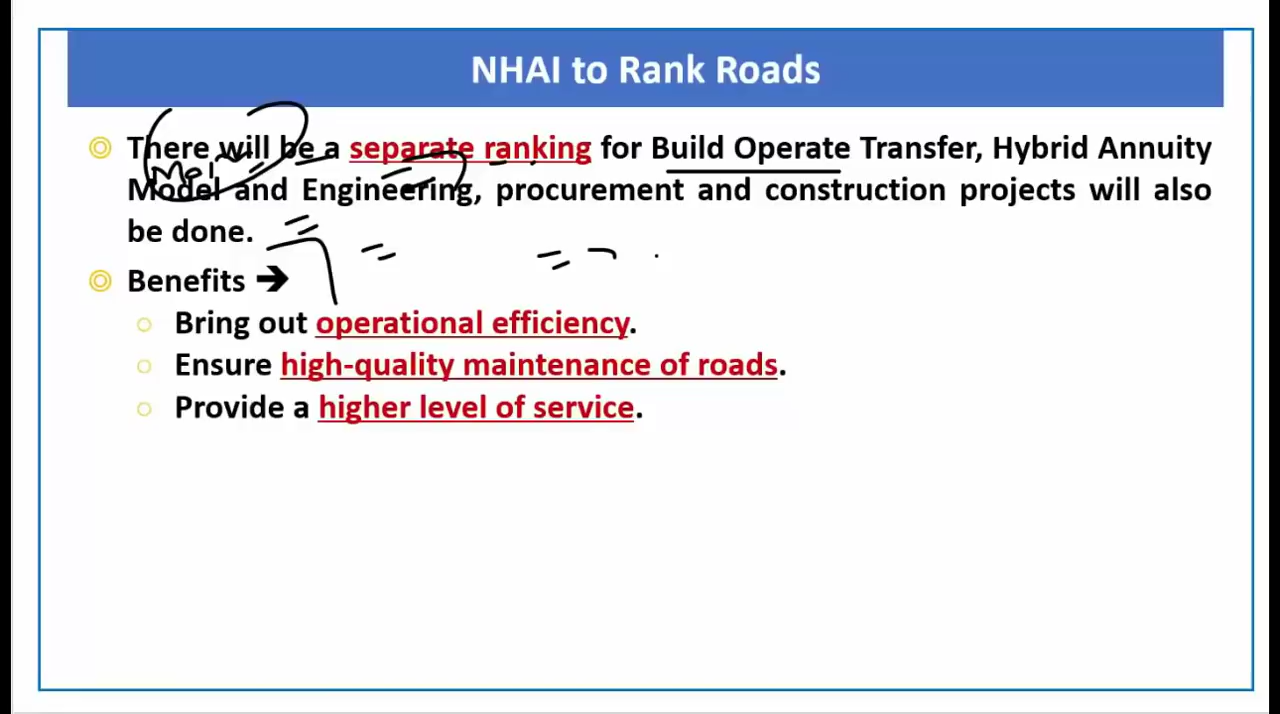 NHAI to Rank Roads
There will be a separate ranking for Build Operate Transfer, Hybrid Annuity
Model and Engineering, procurement and construction projects will also
be done.
Benefits ➔
Bring out operational efficiency.
Ensure high-quality maintenance of roads.
Provide a higher level of service.